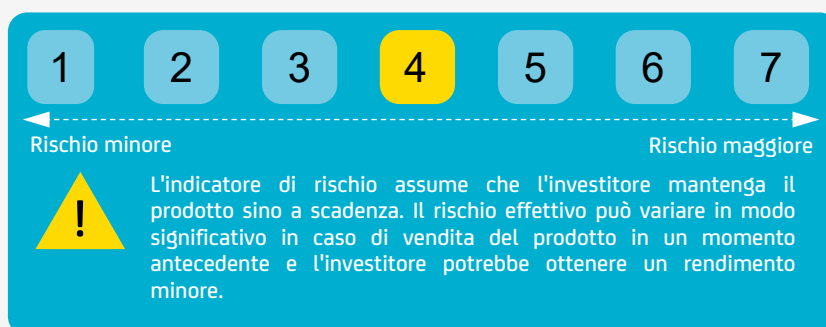 1 2 3 4 5 6 7
Rischio minore Rischio maggiore
! L'indicatore di rischio assume che l'investitore mantenga il
prodotto sino a scadenza. Il rischio effettivo può variare in modo
significativo in caso di vendita del prodotto in un momento
antecedente e l'investitore potrebbe ottenere un rendimento
minore.